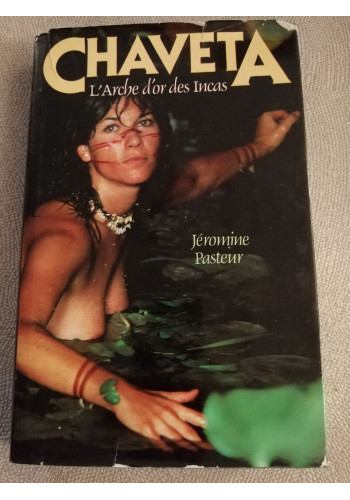 CHAVETA
L'Arche d'or des Incas
Jéromine
Pasteur